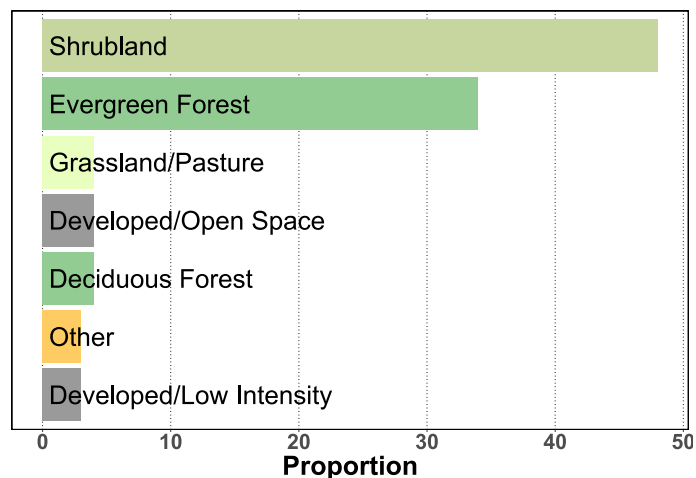 Shrubland
Evergreen Forest
Grassland/Pasture
Developed/Open Space
Deciduous Forest
Other
Developed/Low Intensity
0 10 20 30 40 50
Proportion